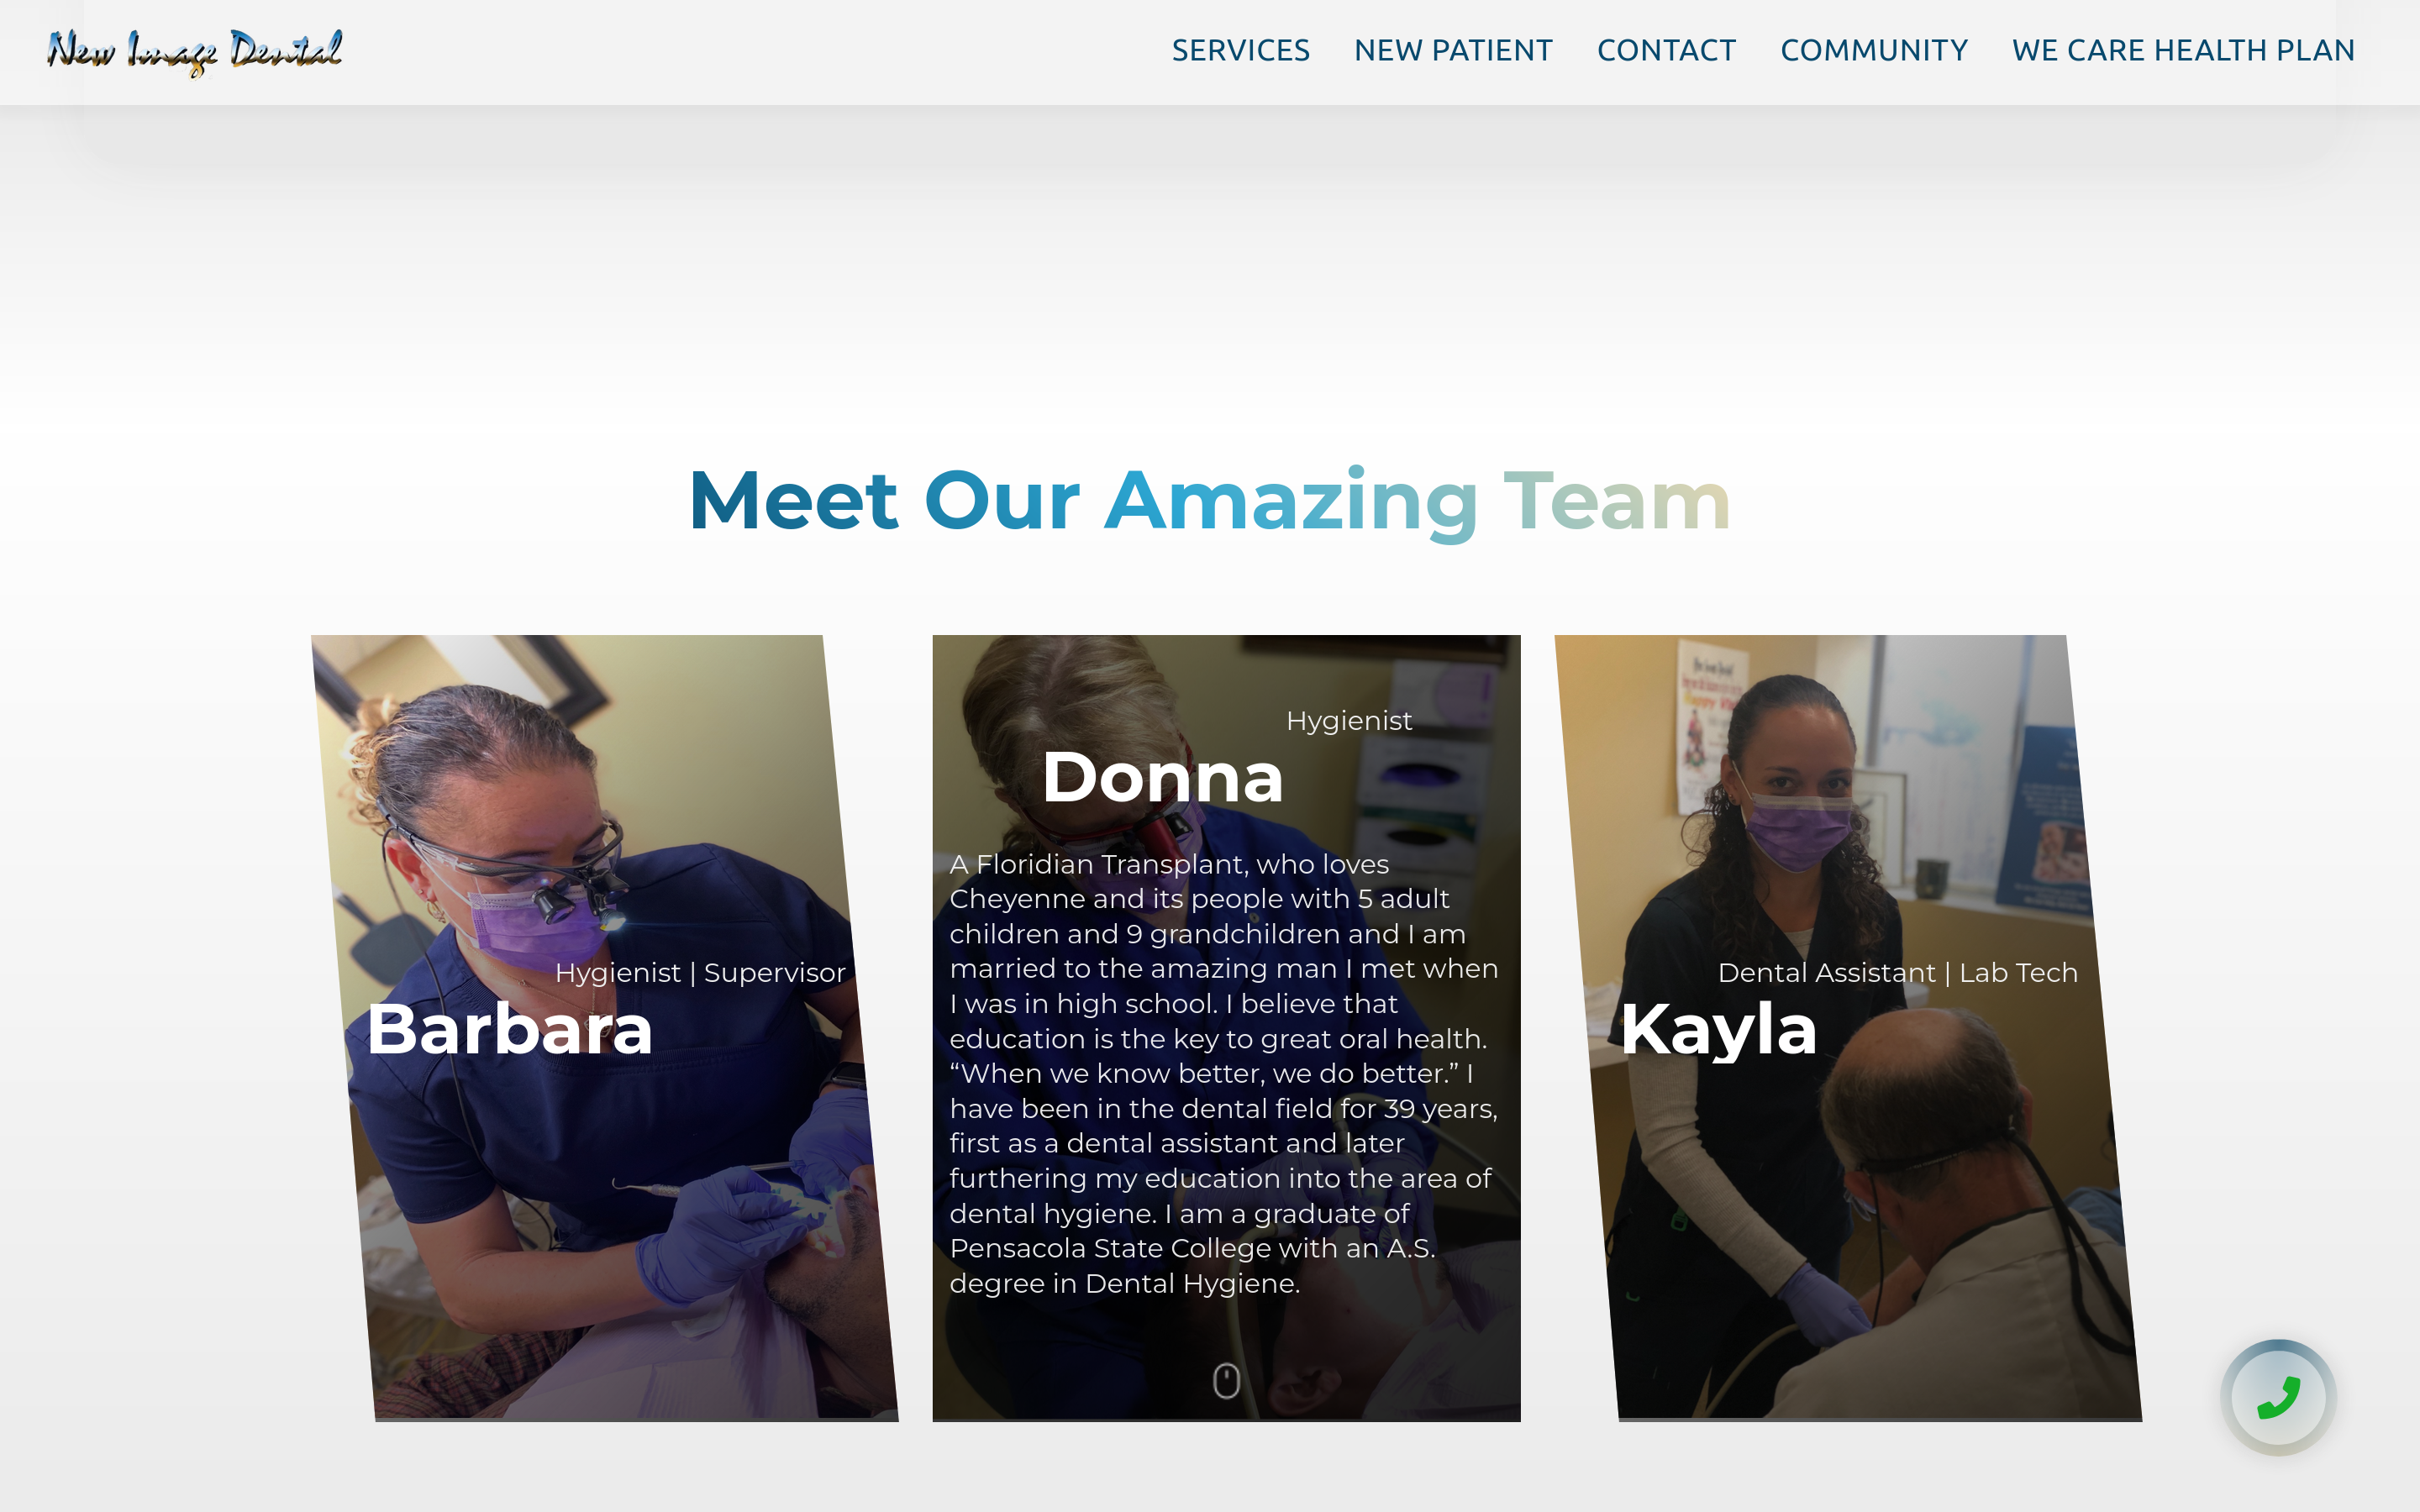 New Image Dental
SERVICES NEW PATIENT CONTACT COMMUNITY WE CARE HEALTH PLAN
Meet Our Amazing Team
Hygienist | Supervisor
Barbara
Hygienist
Donna
A Floridian Transplant, who loves
Cheyenne and its people with 5 adult
children and 9 grandchildren and I am
married to the amazing man I met when
I was in high school. I believe that
education is the key to great oral health.
“When we know better, we do better.” I
have been in the dental field for 39 years,
first as a dental assistant and later
furthering my education into the area of
dental hygiene. I am a graduate of
Pensacola State College with an A.S.
degree in Dental Hygiene.
Dental Assistant | Lab Tech
Kayla